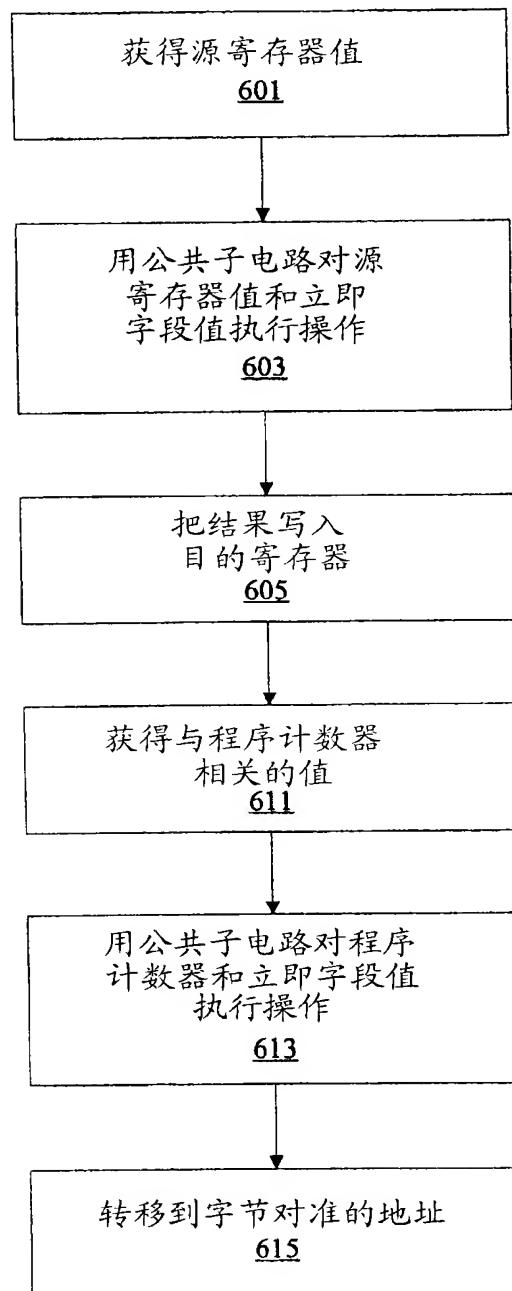 获得源寄存器值
601
用公共子电路对源
寄存器值和立即
字段值执行操作
603
把结果写入
目的寄存器
605
获得与程序计数器
相关的值
611
用公共子电路对程序
计数器和立即字段值
执行操作
613
转移到字节对准的地址
615